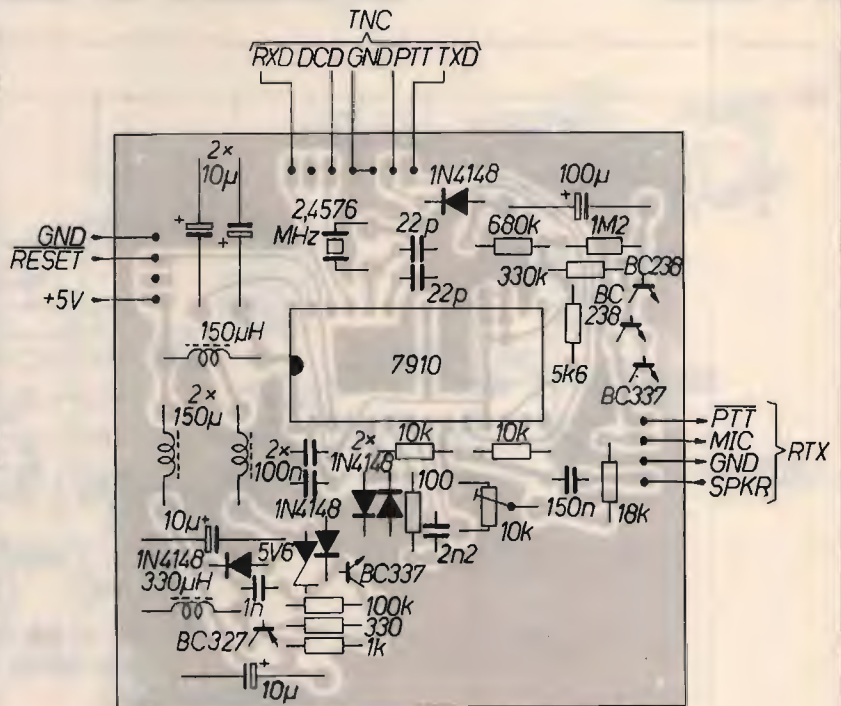 TNC
RXD DCD GND PTT TXD
2×
10µ
1N4148
100µ
2,4576
MHz
22p
680k
1M2
GND
RESET
+5V
330k
BC238
BC
238
22p
150µH
7910
5k6
BC337
2×
150µ
PTT
MIC
GND
SPKR
RTX
2×
100n
2×
1N4148
10k
10k
1N4148
100
10k
150n
18k
10µ
5V6
2n2
1N4148
330µH
1n
BC337
100k
BC327
330
1k
10µ